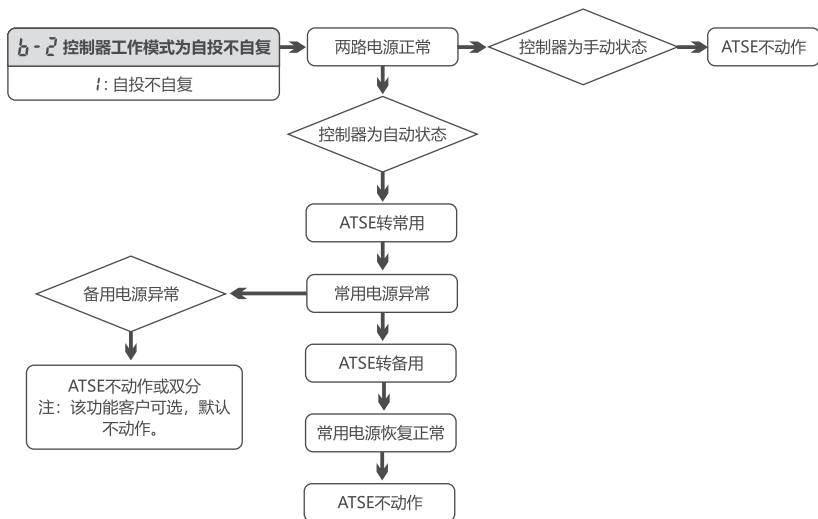 b-2 控制器工作模式为自投不自复
1: 自投不自复
两路电源正常
控制器为手动状态
ATSE不动作
控制器为自动状态
ATSE转常用
备用电源异常
常用电源异常
ATSE不动作或双分
注：该功能客户可选，默认
不动作。
ATSE转备用
常用电源恢复正常
ATSE不动作